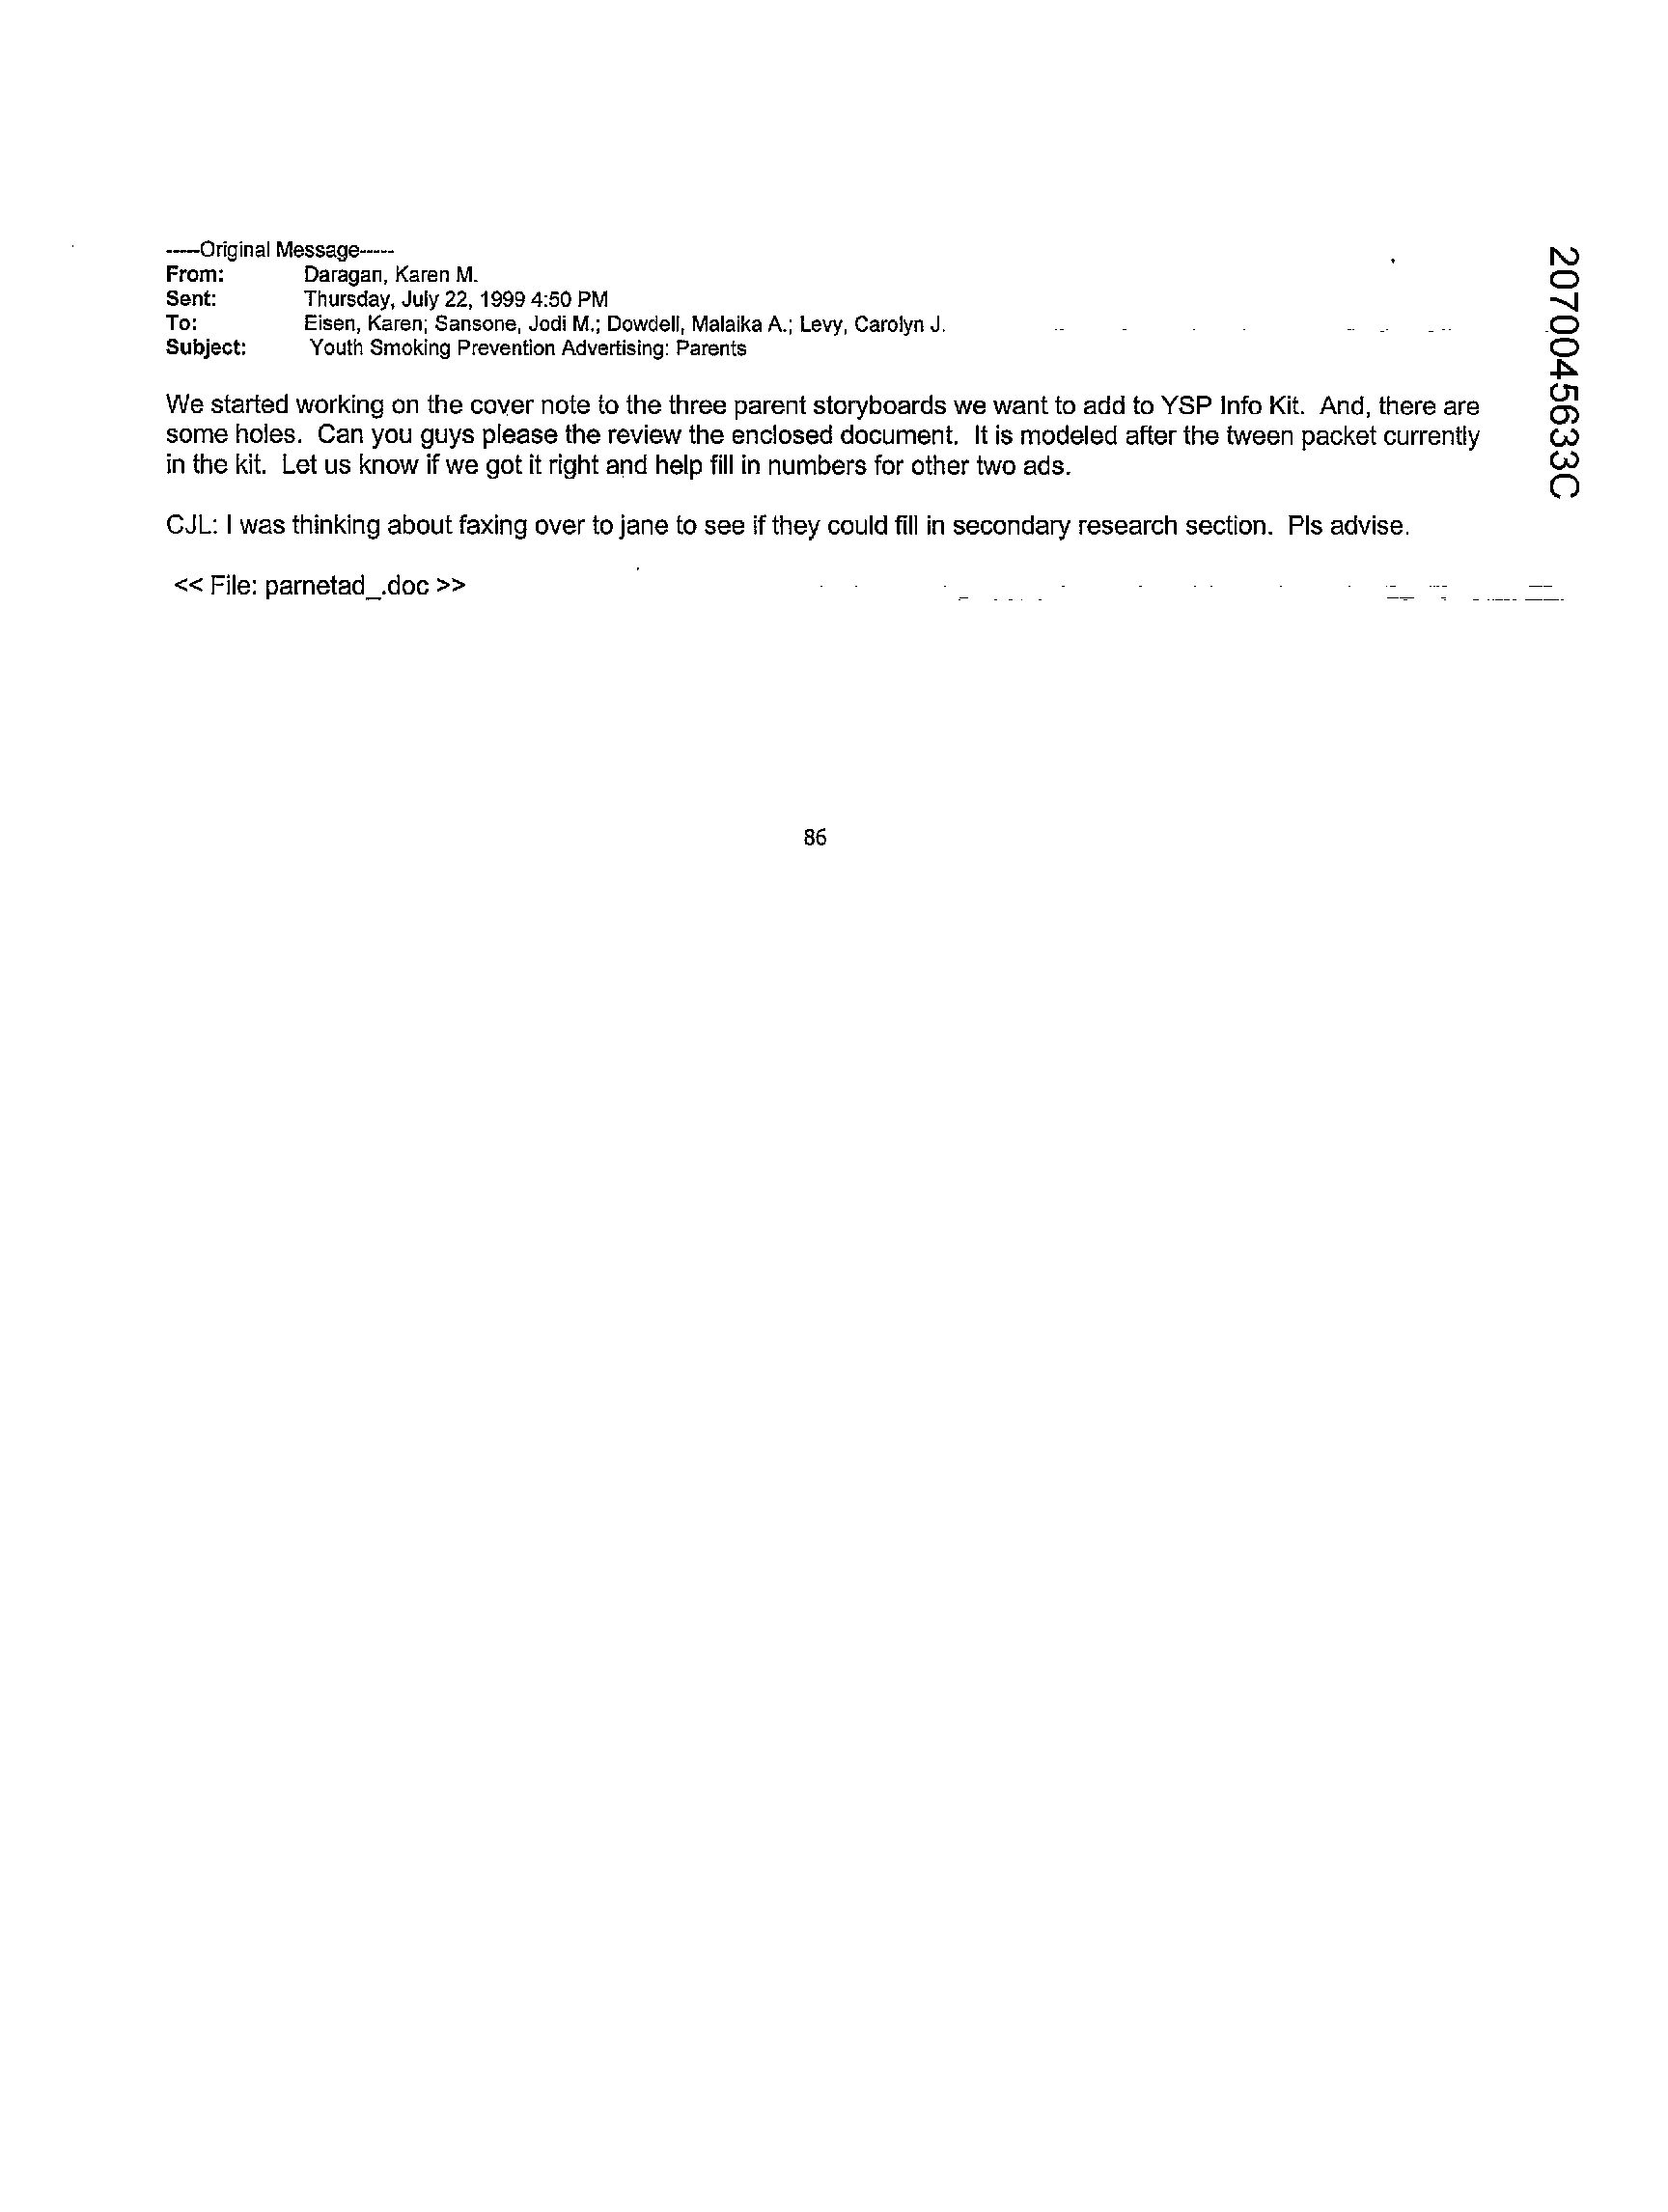 -----Original Message-----
From: Daragan, Karen M.
Sent: Thursday, July 22, 1999 4:50 PM
To: Eisen, Karen; Sansone, Jodi M.; Dowdell, Malaika A.; Levy, Carolyn J.
Subject: Youth Smoking Prevention Advertising: Parents
We started working on the cover note to the three parent storyboards we want to add to YSP Info Kit. And, there are
some holes. Can you guys please the review the enclosed document. It is modeled after the tween packet currently
in the kit. Let us know if we got it right and help fill in numbers for other two ads.
CJL: I was thinking about faxing over to jane to see if they could fill in secondary research section. Pls advise.
<< File: parnetad_.doc >>
86
2070045633C